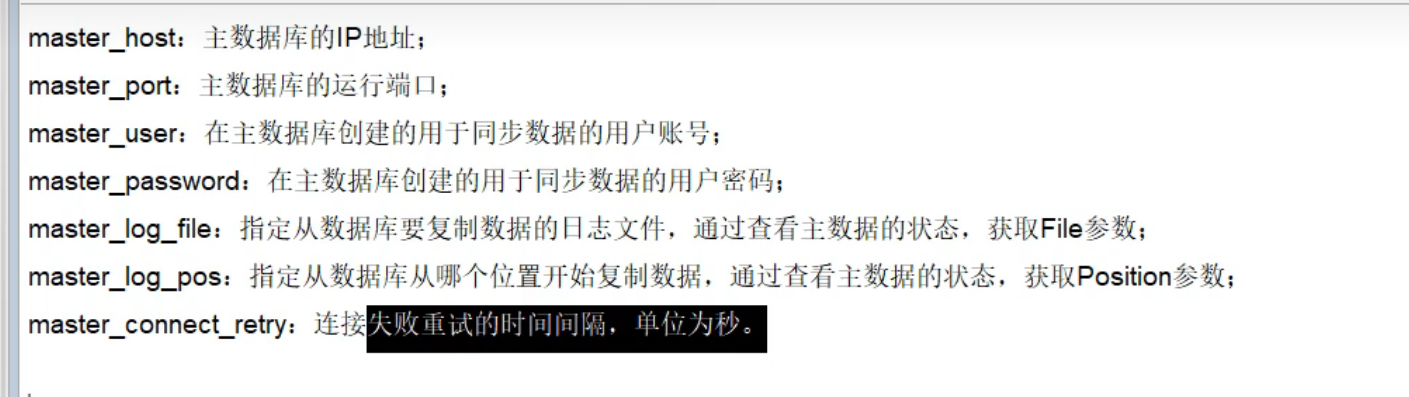 master_host：主数据库的IP地址；
master_port：主数据库的运行端口；
master_user：在主数据库创建的用于同步数据的用户账号；
master_password：在主数据库创建的用于同步数据的用户密码；
master_log_file：指定从数据库要复制数据的日志文件，通过查看主数据的状态，获取File参数；
master_log_pos：指定从数据库从哪个位置开始复制数据，通过查看主数据的状态，获取Position参数；
master_connect_retry：连接失败重试的时间间隔，单位为秒。